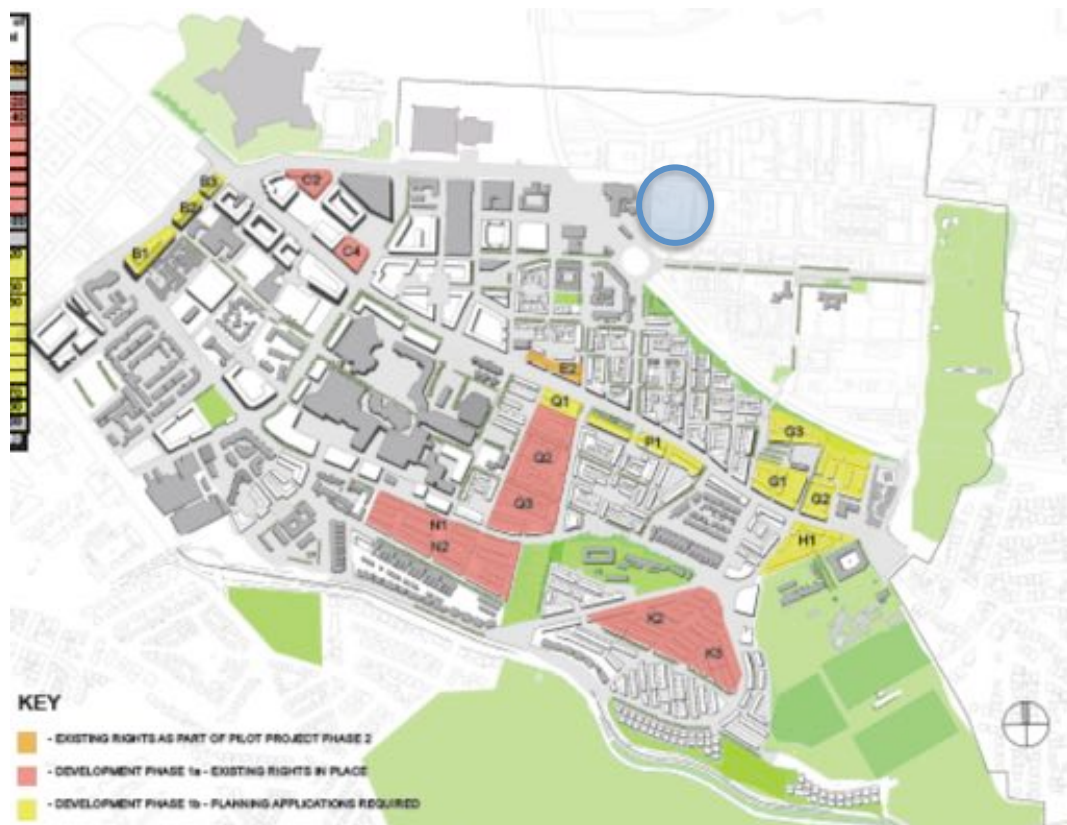 C2
B3
B2
B1
C4
E2
Q1
P1
G3
Q2
G1
G2
Q3
N1
H1
N2
K2
K3
KEY
- EXISTING RIGHTS AS PART OF PILOT PROJECT PHASE 2
- DEVELOPMENT PHASE 1a - EXISTING RIGHTS IN PLACE
- DEVELOPMENT PHASE 1b - PLANNING APPLICATIONS REQUIRED